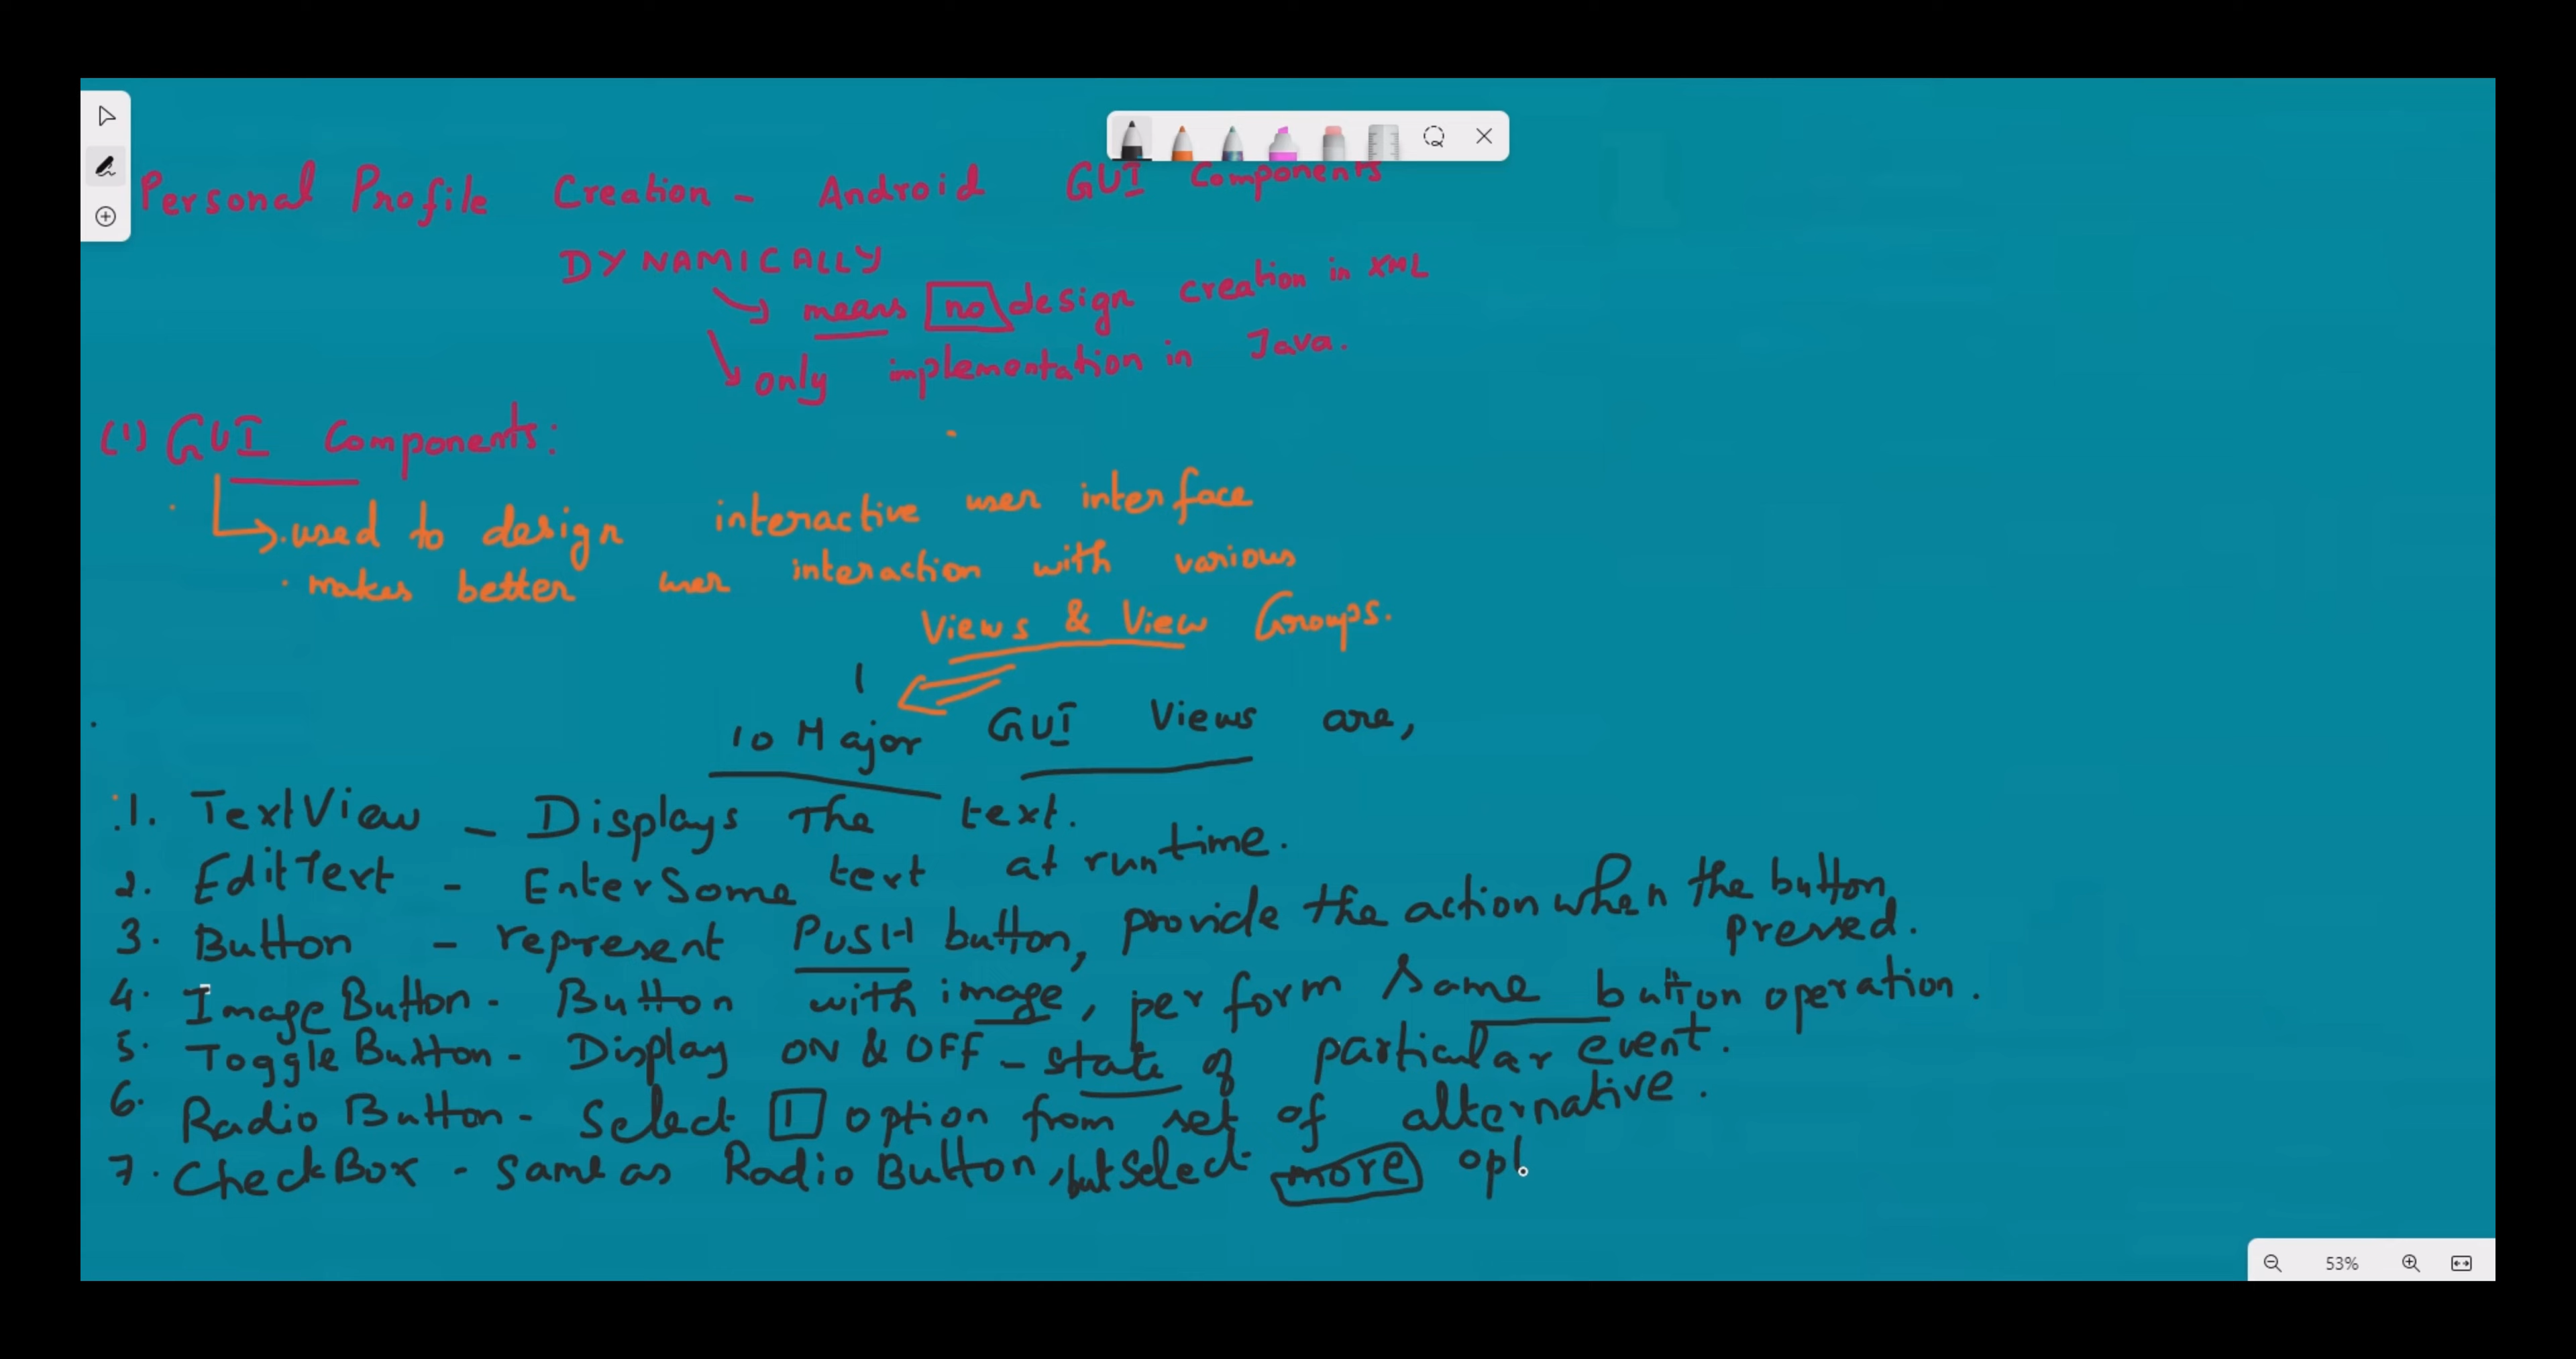 Personal Profile Creation - Android GUI Components
DYNAMICALLY
means no design creation in XML
only implementation in Java.
(1) GUI Components:
used to design interactive user interface
makes better user interaction with various
Views & View Groups.
10 Major GUI Views are,
1. TextView - Displays The text.
2. EditText - Enter Some text at run time.
3. Button - represent PUSH button, provide the action when the button
pressed.
4. ImageButton - Button with image, perform same button operation.
5. ToggleButton - Display ON & OFF - state of particular event.
6. Radio Button - Select 1 option from set of alternative.
7. CheckBox - Same as Radio Button, but select more opt
53%